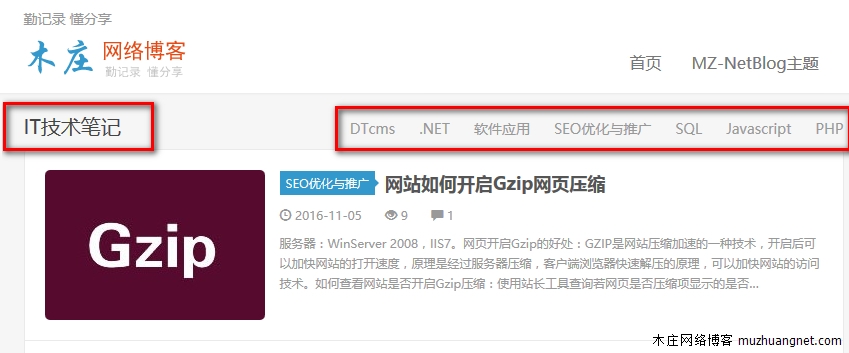 勤记录 懂分享
木庄 网络博客
勤记录 懂分享
首页 MZ-NetBlog主题
IT技术笔记
DTcms .NET 软件应用 SEO优化与推广 SQL Javascript PHP
Gzip
SEO优化与推广 网站如何开启Gzip网页压缩
2016-11-05 9 1
服务器：WinServer 2008，IIS7。网页开启Gzip的好处：GZIP是网站压缩加速的一种技术，开启后可
以加快网站的打开速度，原理是经过服务器压缩，客户端浏览器快速解压的原理，可以加快网站的访问
技术。如何查看网站是否开启Gzip压缩：使用站长工具查询若网页是否压缩项显示的是否...
木庄网络博客 muzhuangnet.com